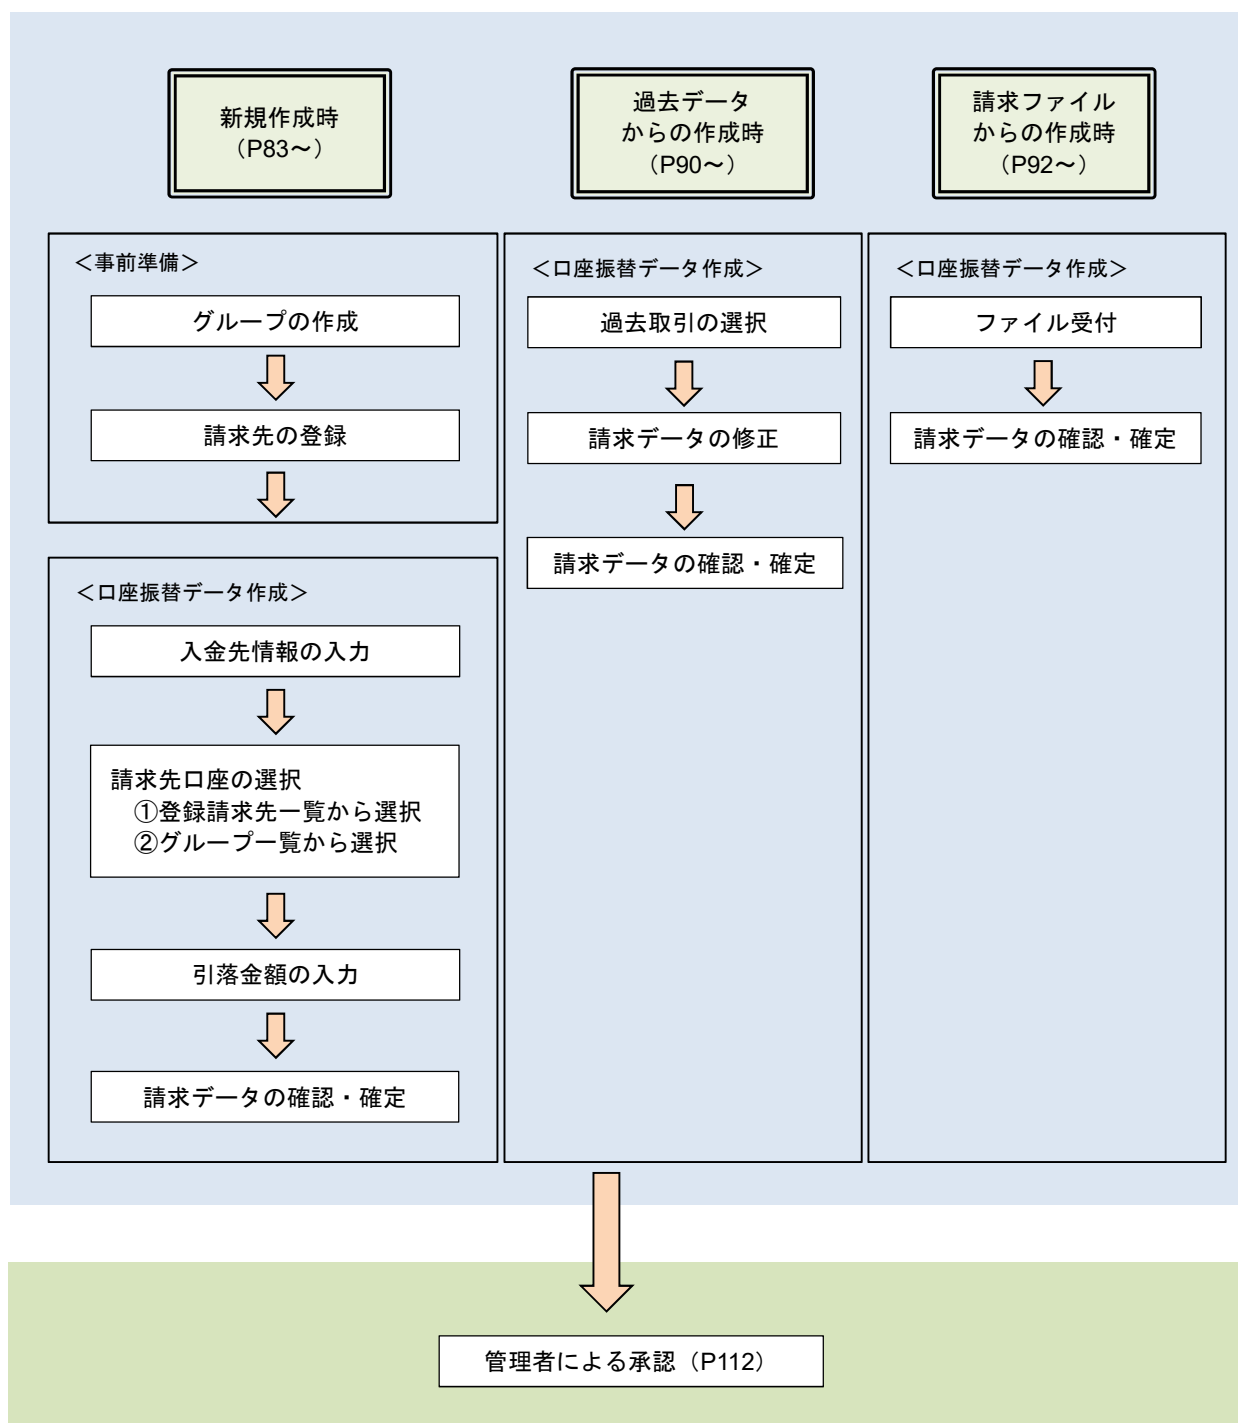 新規作成時
（P83～）
過去データ
からの作成時
（P90～）
請求ファイル
からの作成時
（P92～）
＜事前準備＞
グループの作成
請求先の登録
＜口座振替データ作成＞
入金先情報の入力
請求先口座の選択
①登録請求先一覧から選択
②グループ一覧から選択
引落金額の入力
請求データの確認・確定
＜口座振替データ作成＞
過去取引の選択
請求データの修正
請求データの確認・確定
＜口座振替データ作成＞
ファイル受付
請求データの確認・確定
管理者による承認（P112）